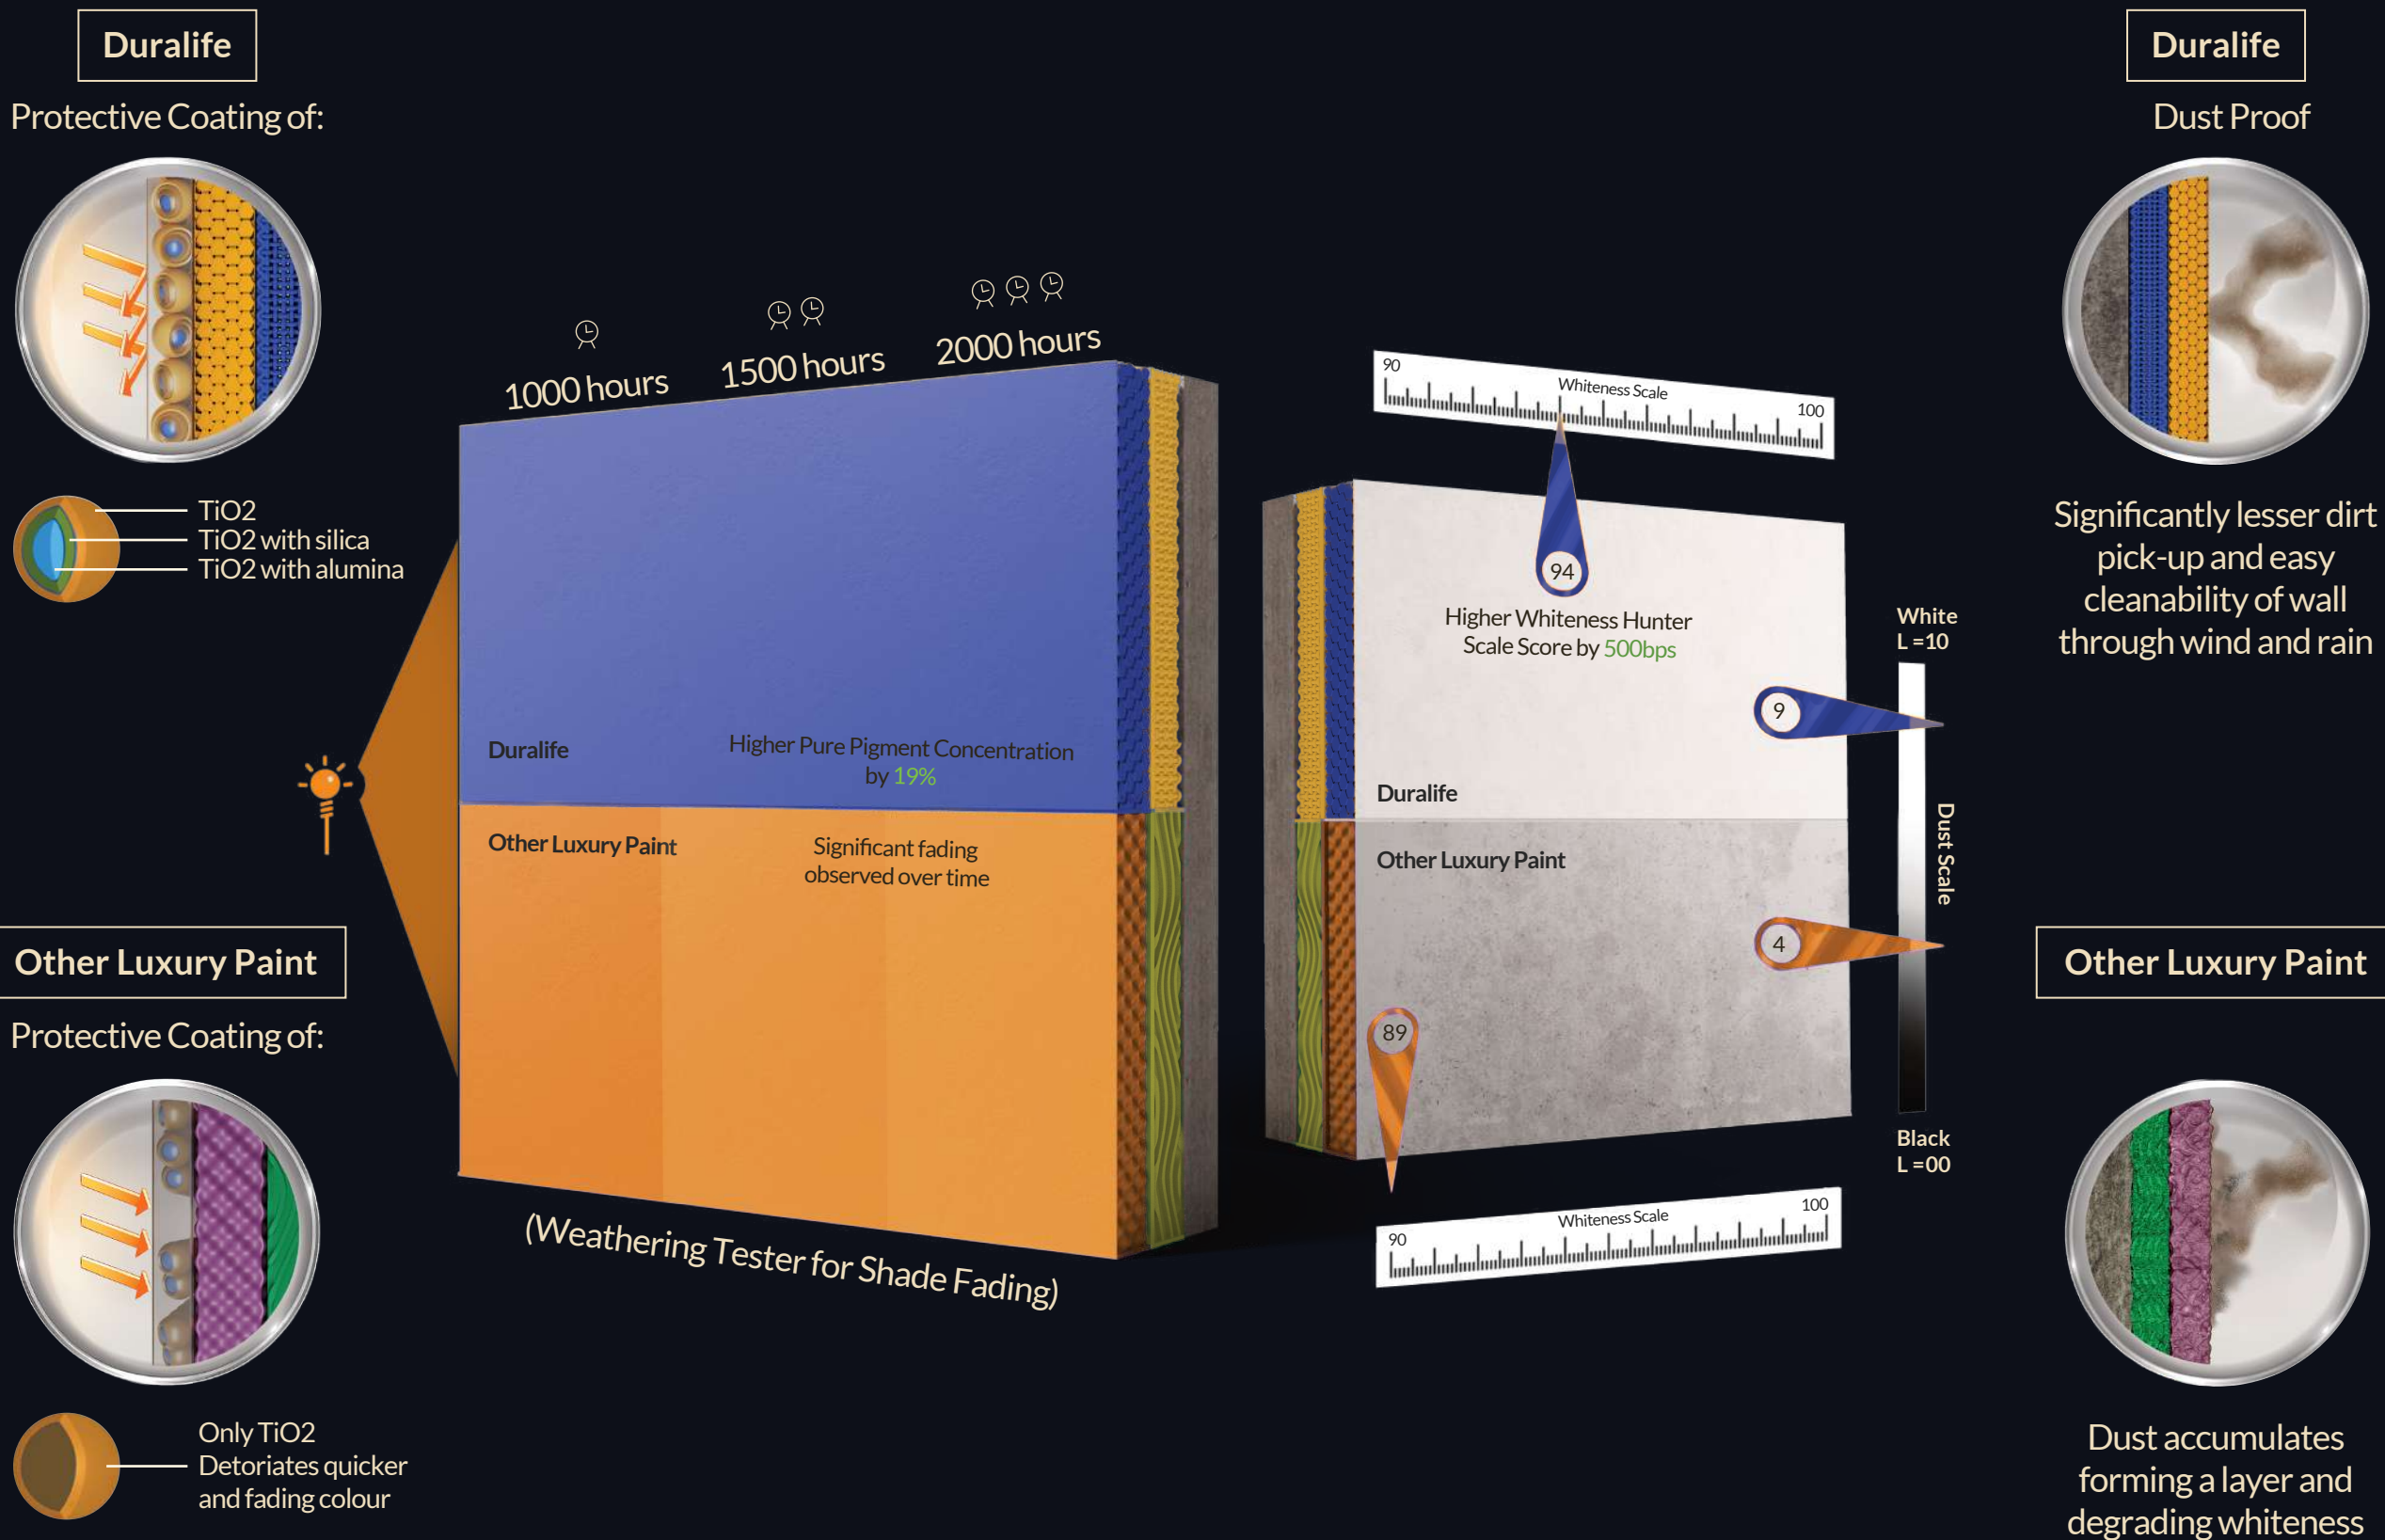 Duralife
Protective Coating of:
TiO2
TiO2 with silica
TiO2 with alumina
Other Luxury Paint
Protective Coating of:
Only TiO2
Detoriates quicker
and fading colour
1000 hours
1500 hours
2000 hours
Duralife
Higher Pure Pigment Concentration
by 19%
Other Luxury Paint
Significant fading
observed over time
(Weathering Tester for Shade Fading)
90
Whiteness Scale
100
94
Higher Whiteness Hunter
Scale Score by 500bps
9
Duralife
Other Luxury Paint
4
89
90
Whiteness Scale
100
White
L =10
Dust Scale
Black
L =00
Duralife
Dust Proof
Significantly lesser dirt
pick-up and easy
cleanability of wall
through wind and rain
Other Luxury Paint
Dust accumulates
forming a layer and
degrading whiteness